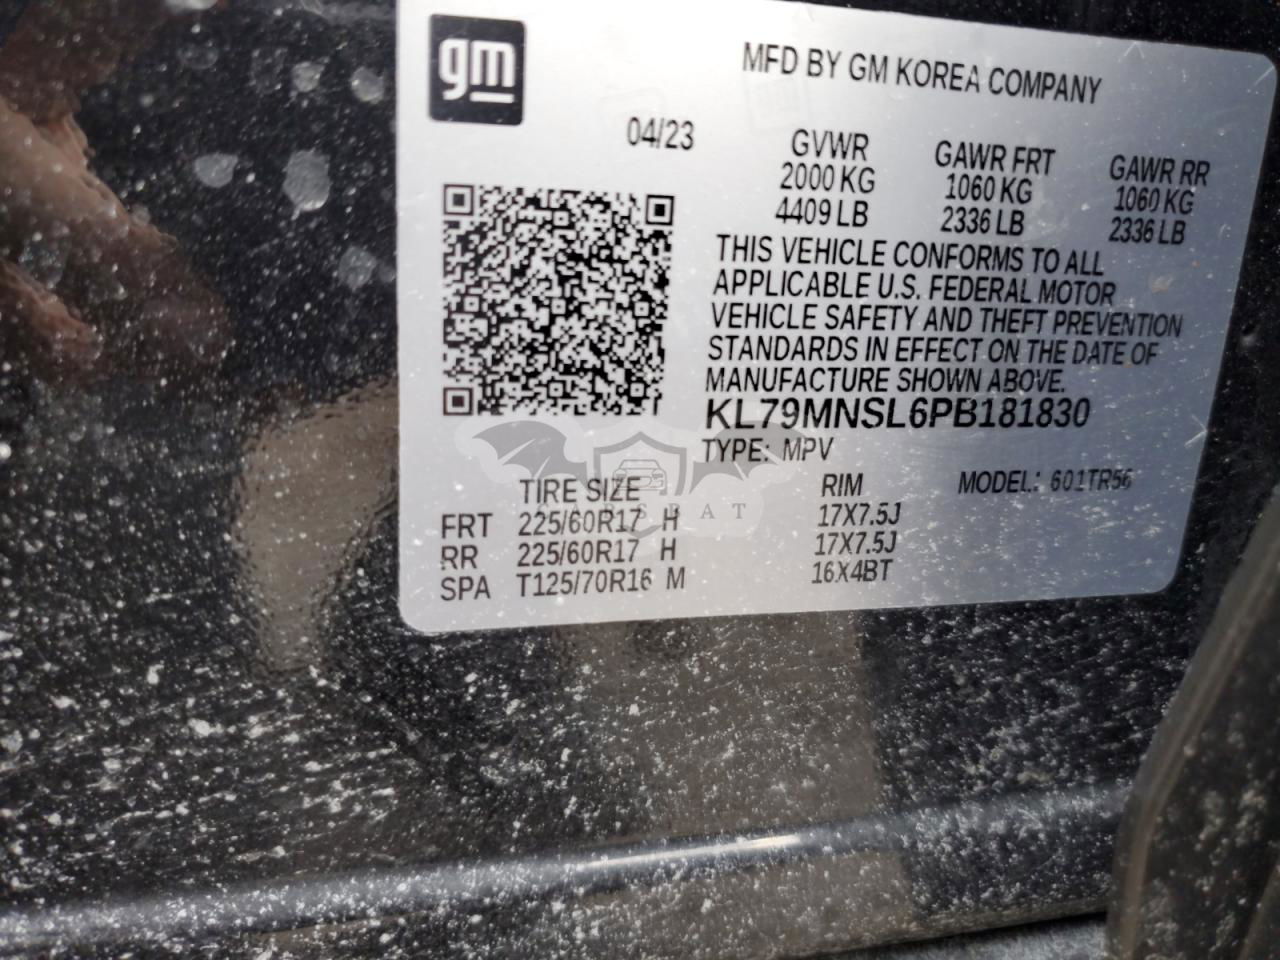 gm
MFD BY GM KOREA COMPANY
04/23
GVWR GAWR FRT GAWR RR
2000 KG 1060 KG 1060 KG
4409 LB 2336 LB 2336 LB
THIS VEHICLE CONFORMS TO ALL
APPLICABLE U.S. FEDERAL MOTOR
VEHICLE SAFETY AND THEFT PREVENTION
STANDARDS IN EFFECT ON THE DATE OF
MANUFACTURE SHOWN ABOVE.
KL79MNSL6PB181830
TYPE: MPV
TIRE SIZE RIM MODEL: 601TR56
CARSBAT
FRT 225/60R17 H 17X7.5J
RR 225/60R17 H 17X7.5J
SPA T125/70R16 M 16X4BT